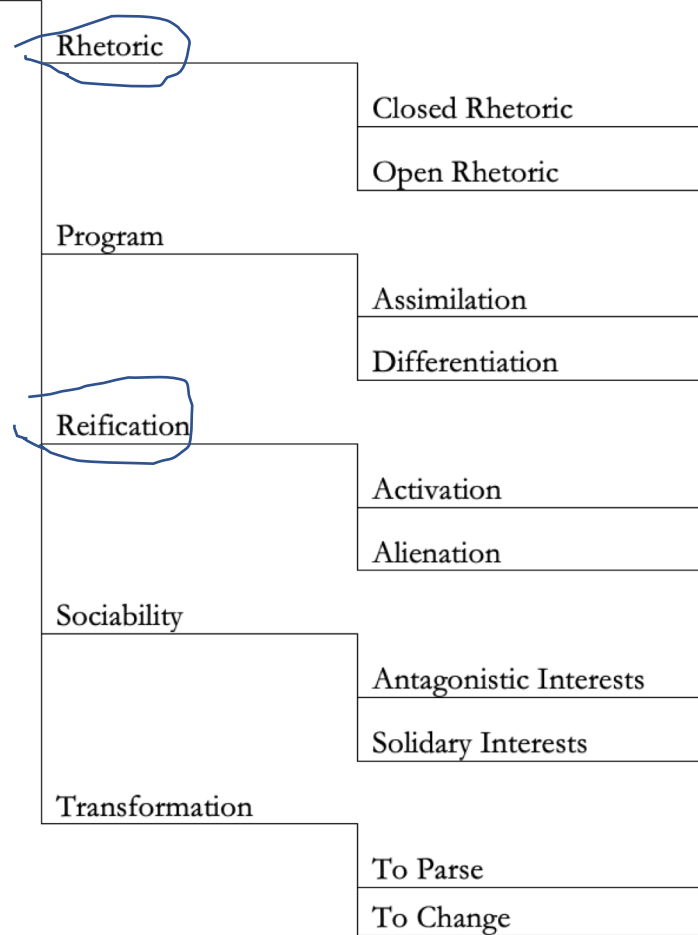 Rhetoric
Closed Rhetoric
Open Rhetoric
Program
Assimilation
Differentiation
Reification
Activation
Alienation
Sociability
Antagonistic Interests
Solidary Interests
Transformation
To Parse
To Change